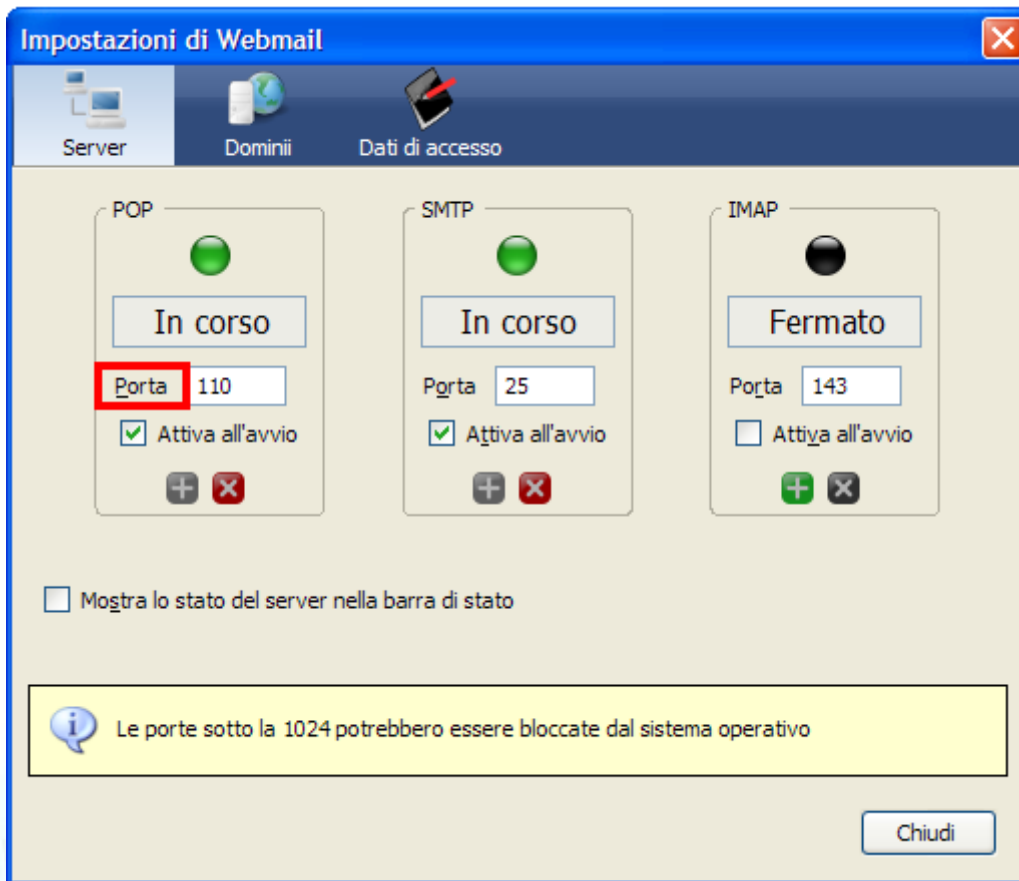 Impostazioni di Webmail
Server
Dominii
Dati di accesso
POP
In corso
Porta 110
Attiva all'avvio
SMTP
In corso
Porta 25
Attiva all'avvio
IMAP
Fermato
Porta 143
Attiva all'avvio
Mostra lo stato del server nella barra di stato
Le porte sotto la 1024 potrebbero essere bloccate dal sistema operativo
Chiudi